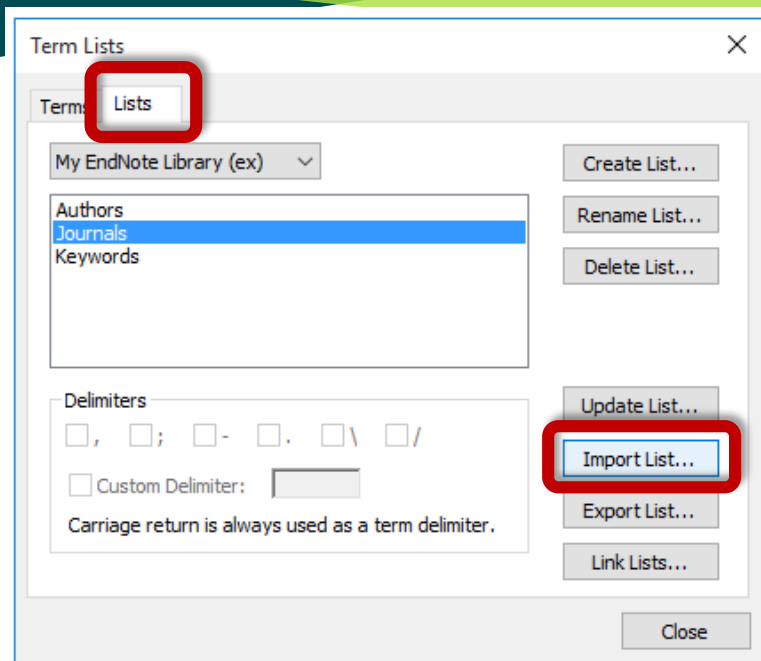 Term Lists
Terms Lists
My EndNote Library (ex)
Create List...
Authors
Journals
Keywords
Rename List...
Delete List...
Delimiters
, ; - . \ /
Custom Delimiter:
Carriage return is always used as a term delimiter.
Update List...
Import List...
Export List...
Link Lists...
Close